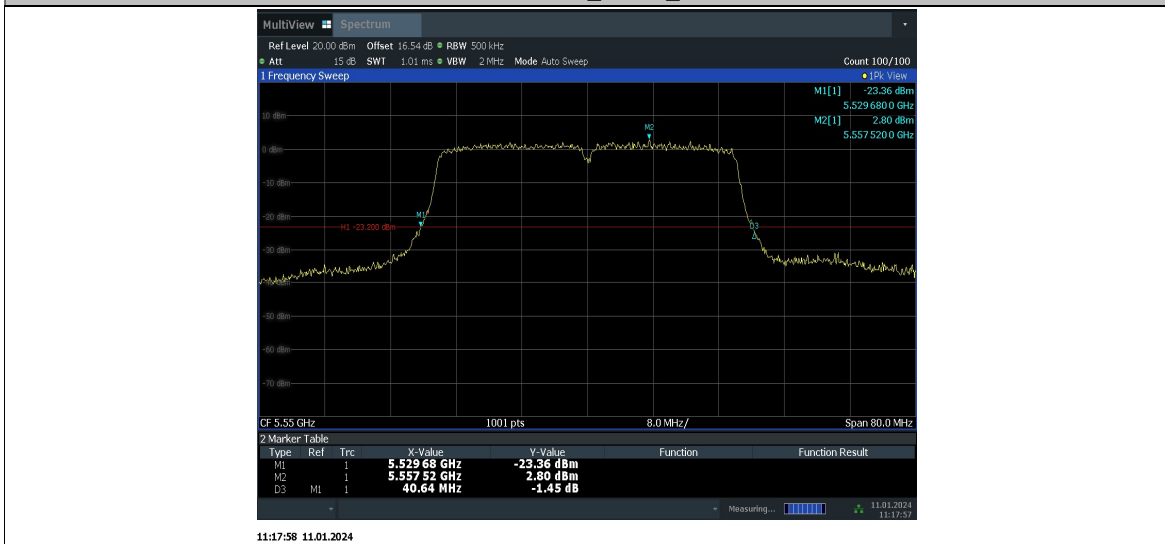 MultiView Spectrum
Ref Level 20.00 dBm Offset 16.54 dB RBW 500 kHz
Att 15 dB SWT 1.01 ms VBW 2 MHz Mode Auto Sweep Count 100/100
1 Frequency Sweep 1Pk View
M1[1] -23.36 dBm
5.529 680 0 GHz
M2[1] 2.80 dBm
5.557 520 0 GHz
10 dBm
M2
0 dBm
-10 dBm
-20 dBm
M1
H1 -23.200 dBm
D3
-30 dBm
-40 dBm
-50 dBm
-60 dBm
-70 dBm
CF 5.55 GHz 1001 pts 8.0 MHz/ Span 80.0 MHz
2 Marker Table
Type Ref Trc X-Value Y-Value Function Function Result
M1 1 5.529 68 GHz -23.36 dBm
M2 1 5.557 52 GHz 2.80 dBm
D3 M1 1 40.64 MHz -1.45 dB
Measuring... 11.01.2024
11:17:57
11:17:58 11.01.2024